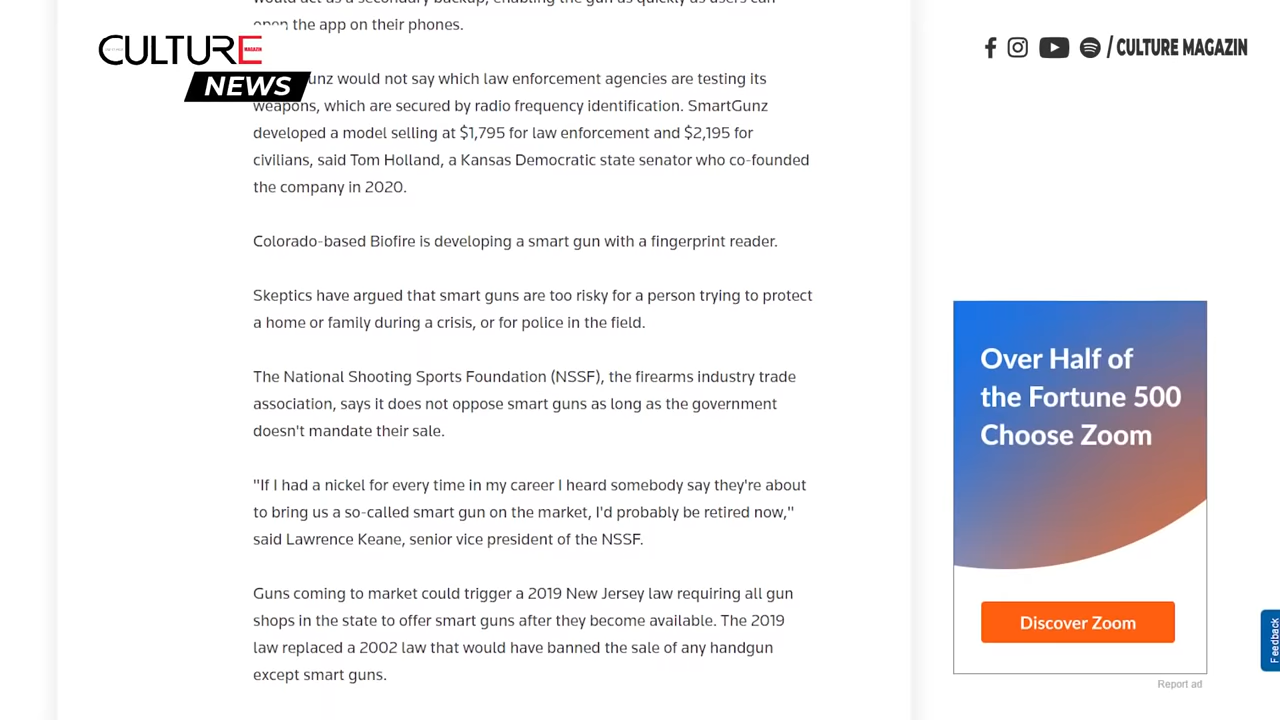 open the app on their phones.
CULTURE
MAGAZIN
NEWS
/ CULTURE MAGAZIN
would not say which law enforcement agencies are testing its
weapons, which are secured by radio frequency identification. SmartGunz
developed a model selling at $1,795 for law enforcement and $2,195 for
civilians, said Tom Holland, a Kansas Democratic state senator who co-founded
the company in 2020.
Colorado-based Biofire is developing a smart gun with a fingerprint reader.
Skeptics have argued that smart guns are too risky for a person trying to protect
a home or family during a crisis, or for police in the field.
The National Shooting Sports Foundation (NSSF), the firearms industry trade
association, says it does not oppose smart guns as long as the government
doesn't mandate their sale.
"If I had a nickel for every time in my career I heard somebody say they're about
to bring us a so-called smart gun on the market, I'd probably be retired now,"
said Lawrence Keane, senior vice president of the NSSF.
Guns coming to market could trigger a 2019 New Jersey law requiring all gun
shops in the state to offer smart guns after they become available. The 2019
law replaced a 2002 law that would have banned the sale of any handgun
except smart guns.
Over Half of
the Fortune 500
Choose Zoom
Discover Zoom
Report ad
Feedback